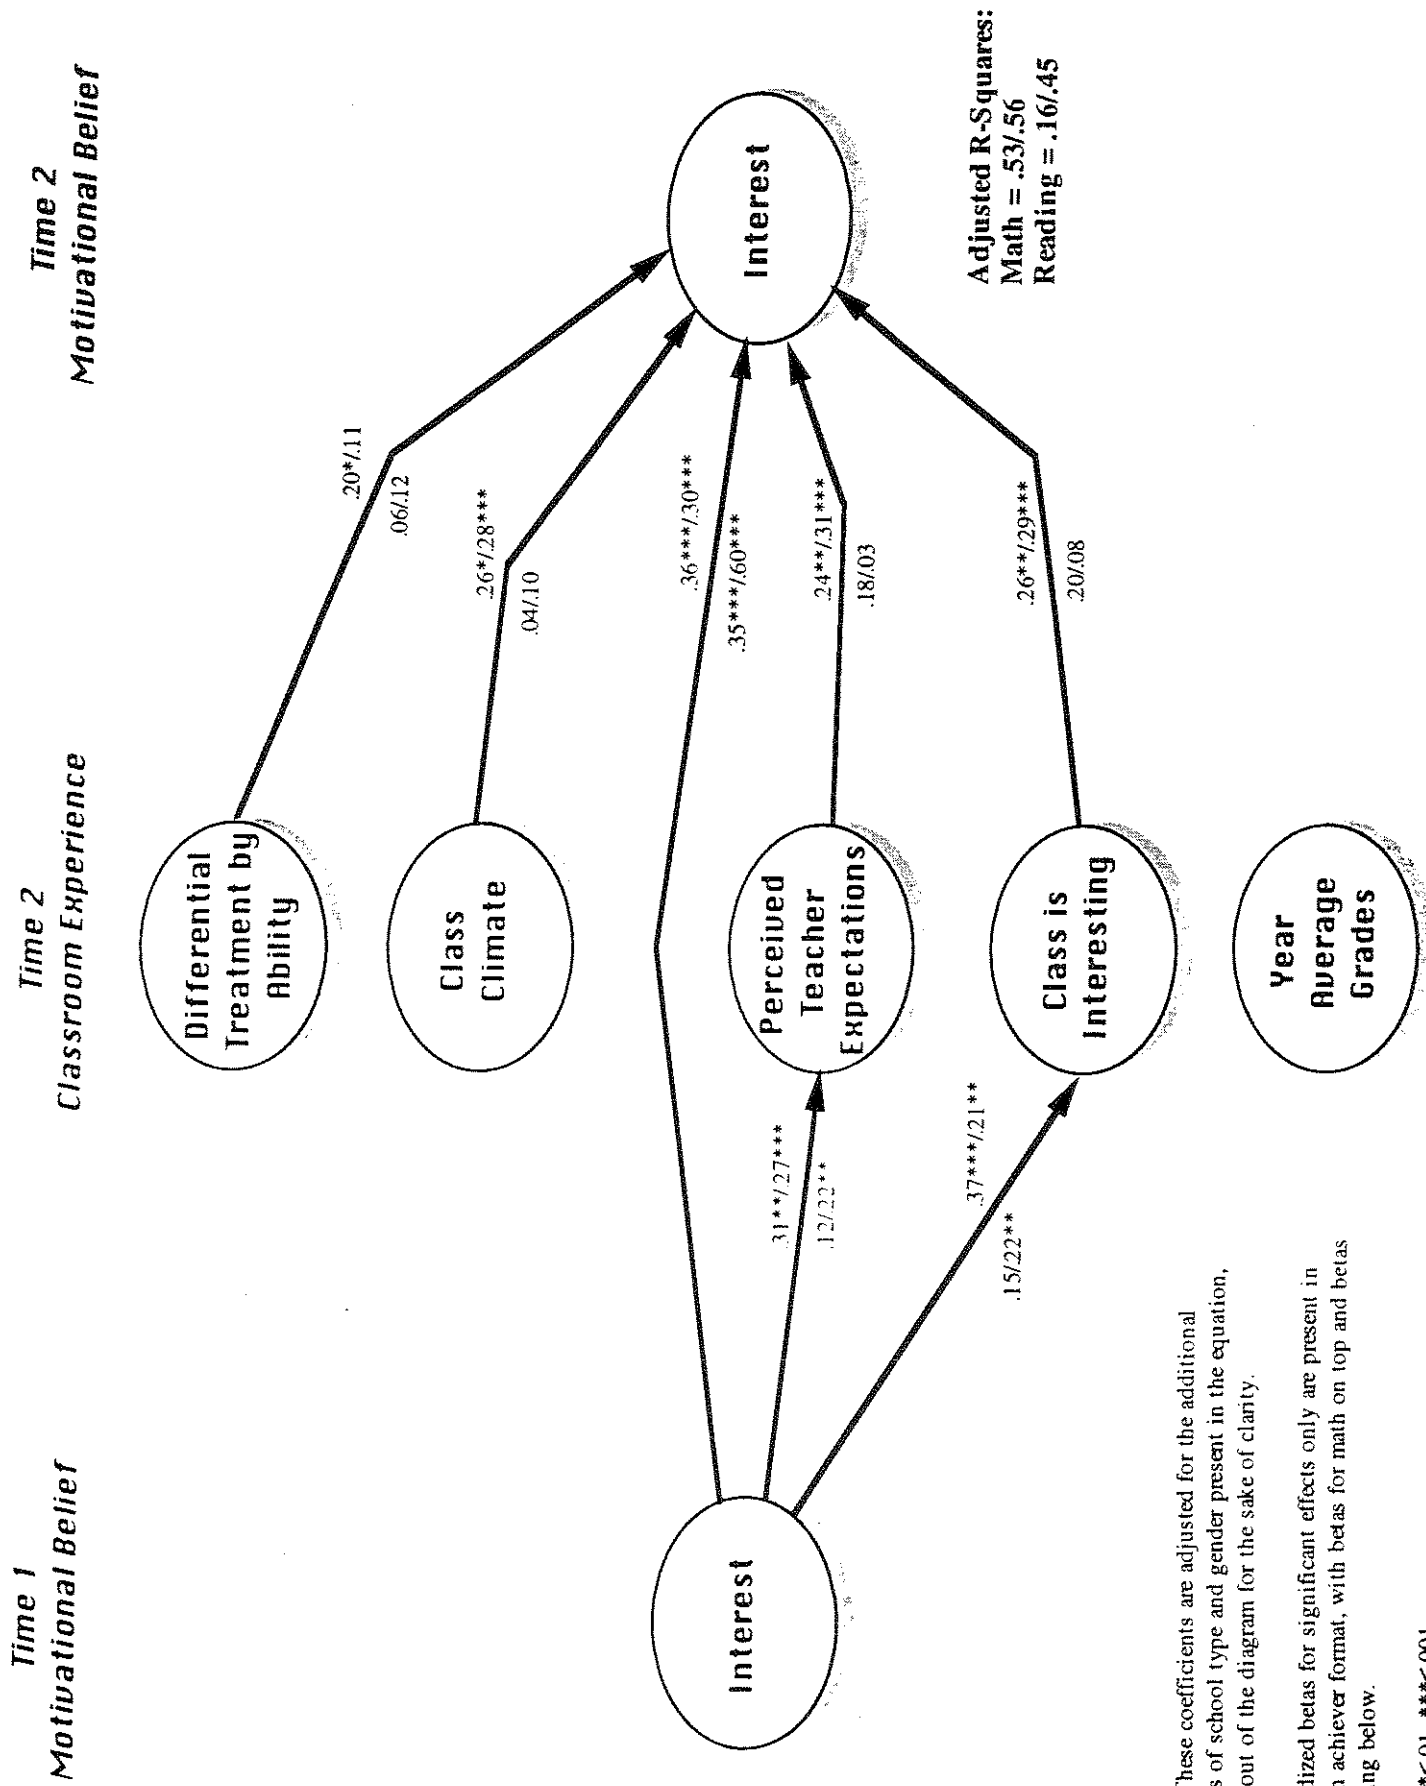 Time 1
Motivational Belief
Time 2
Classroom Experience
Time 2
Motivational Belief
Differential
Treatment by
Ability
.20*/.11
.06/.12
Class
Climate
.26*/.28***
.04/.10
.36***/.30***
.35***/.60***
Interest
Interest
Perceived
Teacher
Expectations
.31**/.27***
.12/.22**
.24**/.31***
.18/.03
Class is
Interesting
.37***/.21**
.15/.22**
.26**/.29***
.20/.08
Year
Average
Grades
Adjusted R-Squares:
Math = .53/.56
Reading = .16/.45
hese coefficients are adjusted for the additional
s of school type and gender present in the equation,
out of the diagram for the sake of clarity.
dized betas for significant effects only are present in
achiever format, with betas for math on top and betas
ng below.
*<.01, ***<.001